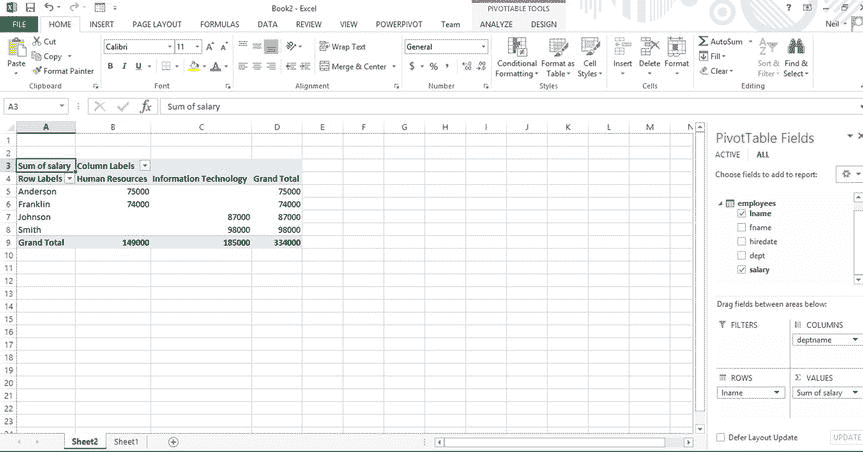 Book2 - Excel
PIVOTTABLE TOOLS
?
FILE HOME INSERT PAGE LAYOUT FORMULAS DATA REVIEW VIEW POWERPIVOT Team ANALYZE DESIGN
Neil
Cut
Copy
Format Painter
Paste
Clipboard
Calibri 11 A A
B I U A
Font
Wrap Text
Merge & Center
Alignment
General
$ % ,
Number
Conditional Formatting
Format as Table
Cell Styles
Styles
Insert Delete Format
Cells
AutoSum
Fill
Clear
Sort & Filter
Find & Select
Editing
A3 fx Sum of salary
A B C D E F G H I J K L M N
1
2
3 Sum of salary Column Labels
4 Row Labels Human Resources Information Technology Grand Total
5 Anderson 75000 75000
6 Franklin 74000 74000
7 Johnson 87000 87000
8 Smith 98000 98000
9 Grand Total 149000 185000 334000
10
11
12
13
14
15
16
17
18
19
20
21
22
23
Sheet2 Sheet1
PivotTable Fields
ACTIVE ALL
Choose fields to add to report:
employees
lname
fname
hiredate
dept
salary
Drag fields between areas below:
FILTERS
COLUMNS
deptname
ROWS
lname
Σ VALUES
Sum of salary
Defer Layout Update
UPDATE